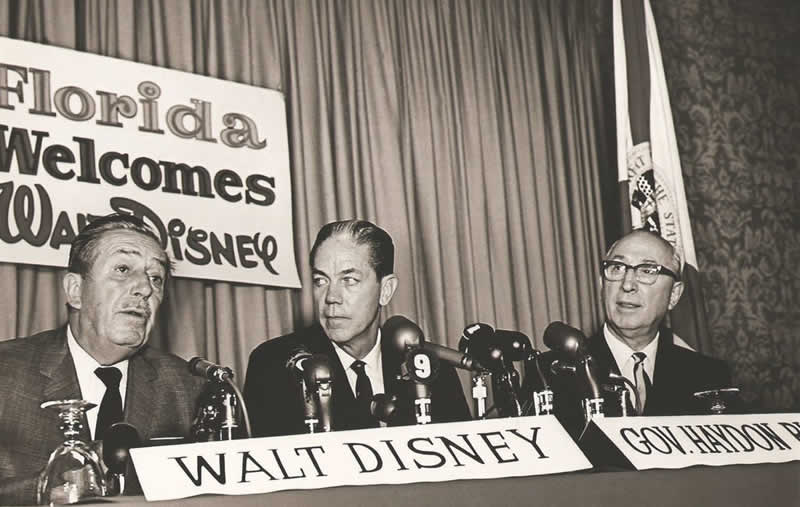 Florida
Welcomes
WALT DISNEY
9
WALT DISNEY
GOV. HAYDON